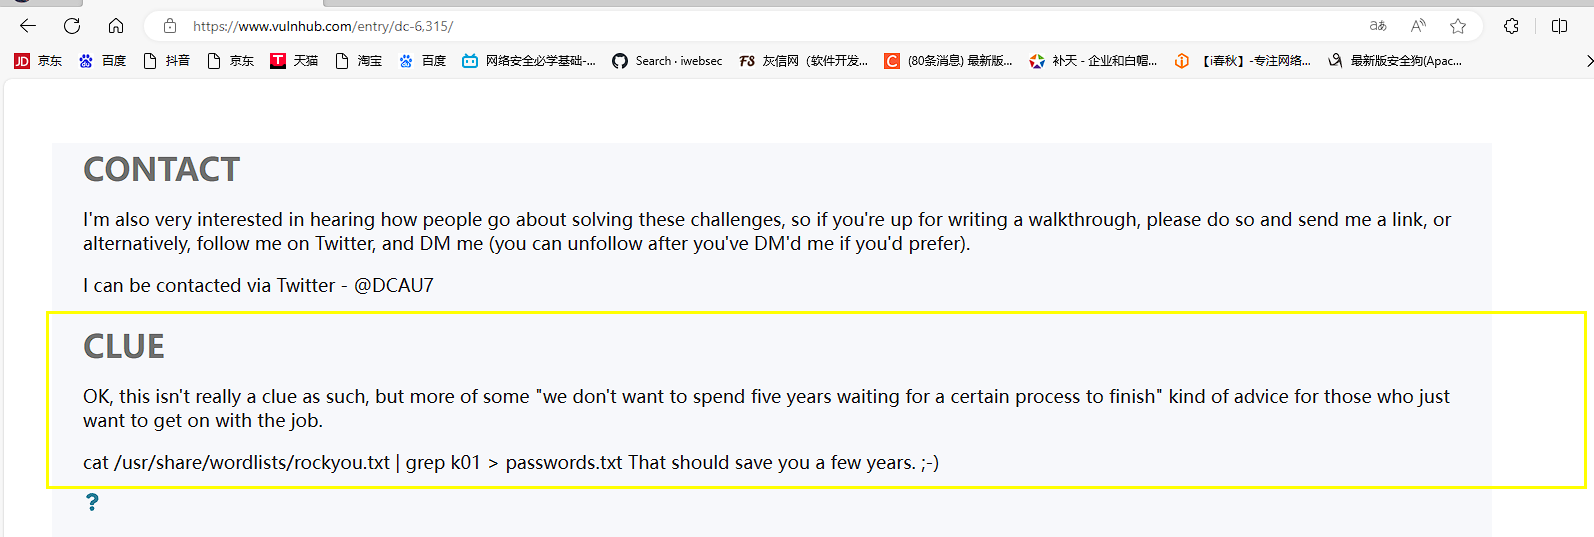 https://www.vulnhub.com/entry/dc-6,315/
JD 京东 百度 抖音 京东 T 天猫 淘宝 百度 网络安全必学基础-... Search · iwebsec FS 灰信网（软件开发... C (80条消息) 最新版... 补天 - 企业和白帽... 【i春秋】-专注网络... 最新版安全狗(Apac...
CONTACT
I'm also very interested in hearing how people go about solving these challenges, so if you're up for writing a walkthrough, please do so and send me a link, or
alternatively, follow me on Twitter, and DM me (you can unfollow after you've DM'd me if you'd prefer).
I can be contacted via Twitter - @DCAU7
CLUE
OK, this isn't really a clue as such, but more of some "we don't want to spend five years waiting for a certain process to finish" kind of advice for those who just
want to get on with the job.
cat /usr/share/wordlists/rockyou.txt | grep k01 > passwords.txt That should save you a few years. ;-)
?